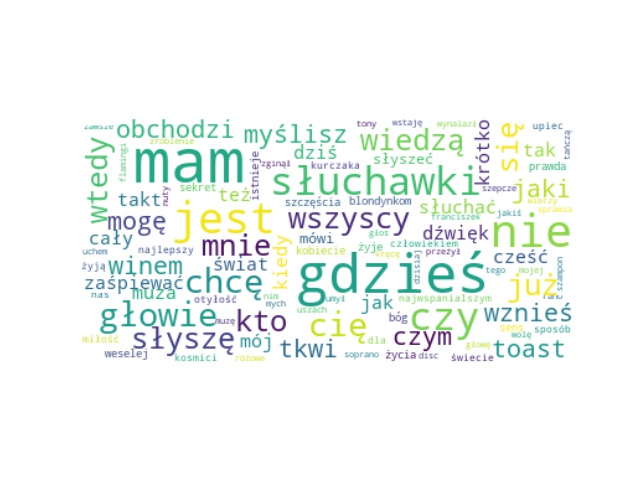 zawsze obchodzi tony wstaję wynalazł upiec
wtedy zrobienie myślisz wiedzą krótko się tańczą
flamingi mam dziś słyszeć tak prawda
zginął kurczaka istnieje
sekret też słuchawki szepcze jaki
takt nuty szczęścia blondynkom słuchać jakiś wierzy
mogę jest wszyscy franciszek sprawia nie
cały mnie mówi głos dźwięk cześć
uchem najlepszy kiedy kobiecie żyje człowiekiem
żyją winem świat gdzieś kręcę dzisiaj przeżył
zaśpiewać chcę tego mojej już szampon
nas muza otyłość nim jak najwspanialszym
głowie mych umył czy wznieś
muzę kto uszach cię bóg sens sposób
miłość słyszę mój dla czym głowę wolę
weselej kosmici różowe tkwi soprano życia disc świecie toast